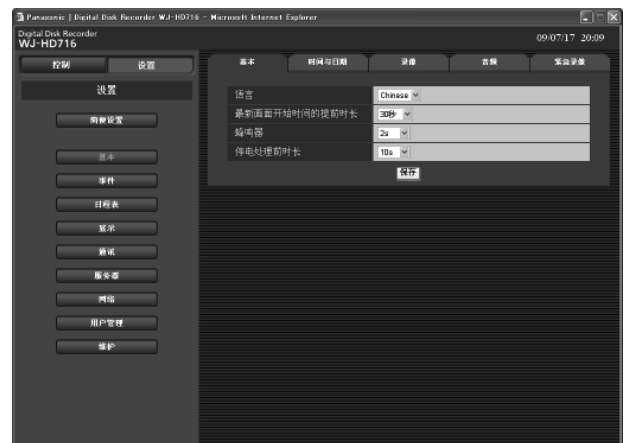 Panasonic | Digital Disk Recorder WJ-HD716 - Microsoft Internet Explorer
Digital Disk Recorder
WJ-HD716
09/07/17 20:09
控制 设置
基本 时间与日期 录像 音频 紧急录像
设置
简便设置
基本
事件
日程表
显示
通讯
服务器
网络
用户管理
维护
语言 Chinese
最新画面开始时间的提前时长 30秒
蜂鸣器 2s
停电处理前时长 10s
保存